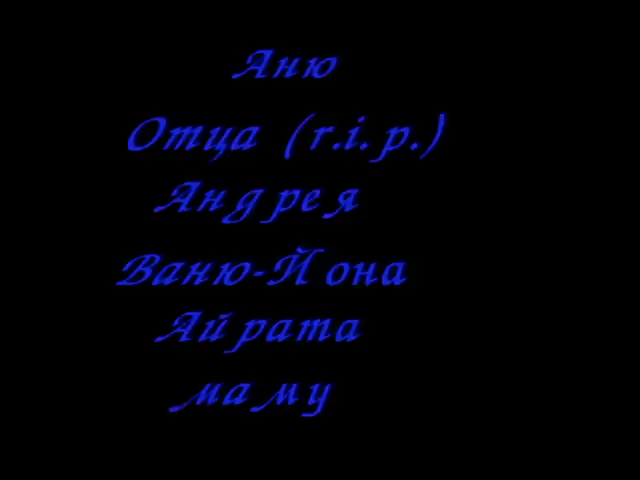 Аню
Отца (r.i.p.)
Андрея
Ваню-Йона
Айрата
маму